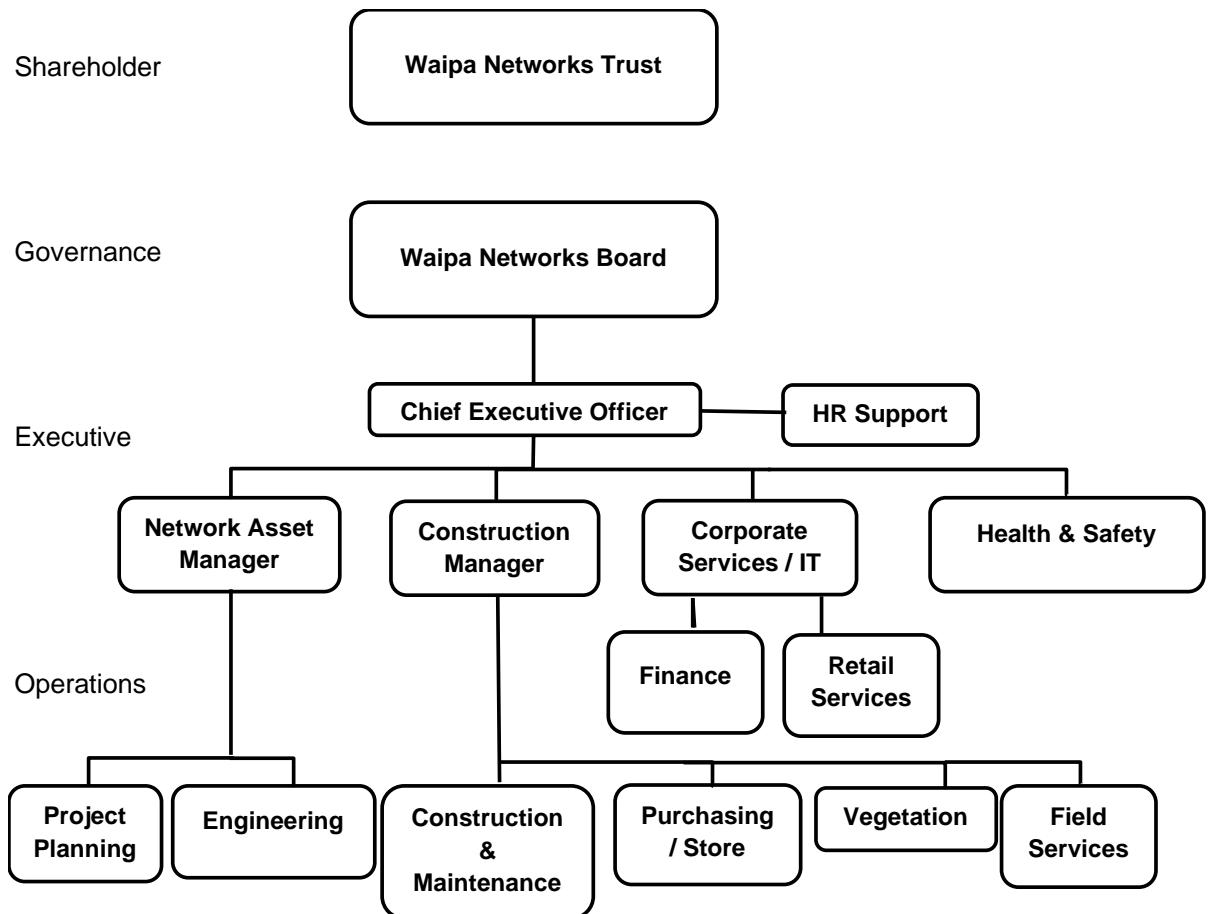 Shareholder
Waipa Networks Trust
Governance
Waipa Networks Board
Chief Executive Officer
HR Support
Executive
Network Asset
Manager
Construction
Manager
Corporate
Services / IT
Health & Safety
Operations
Finance
Retail
Services
Project
Planning
Engineering
Construction
&
Maintenance
Purchasing
/ Store
Vegetation
Field
Services